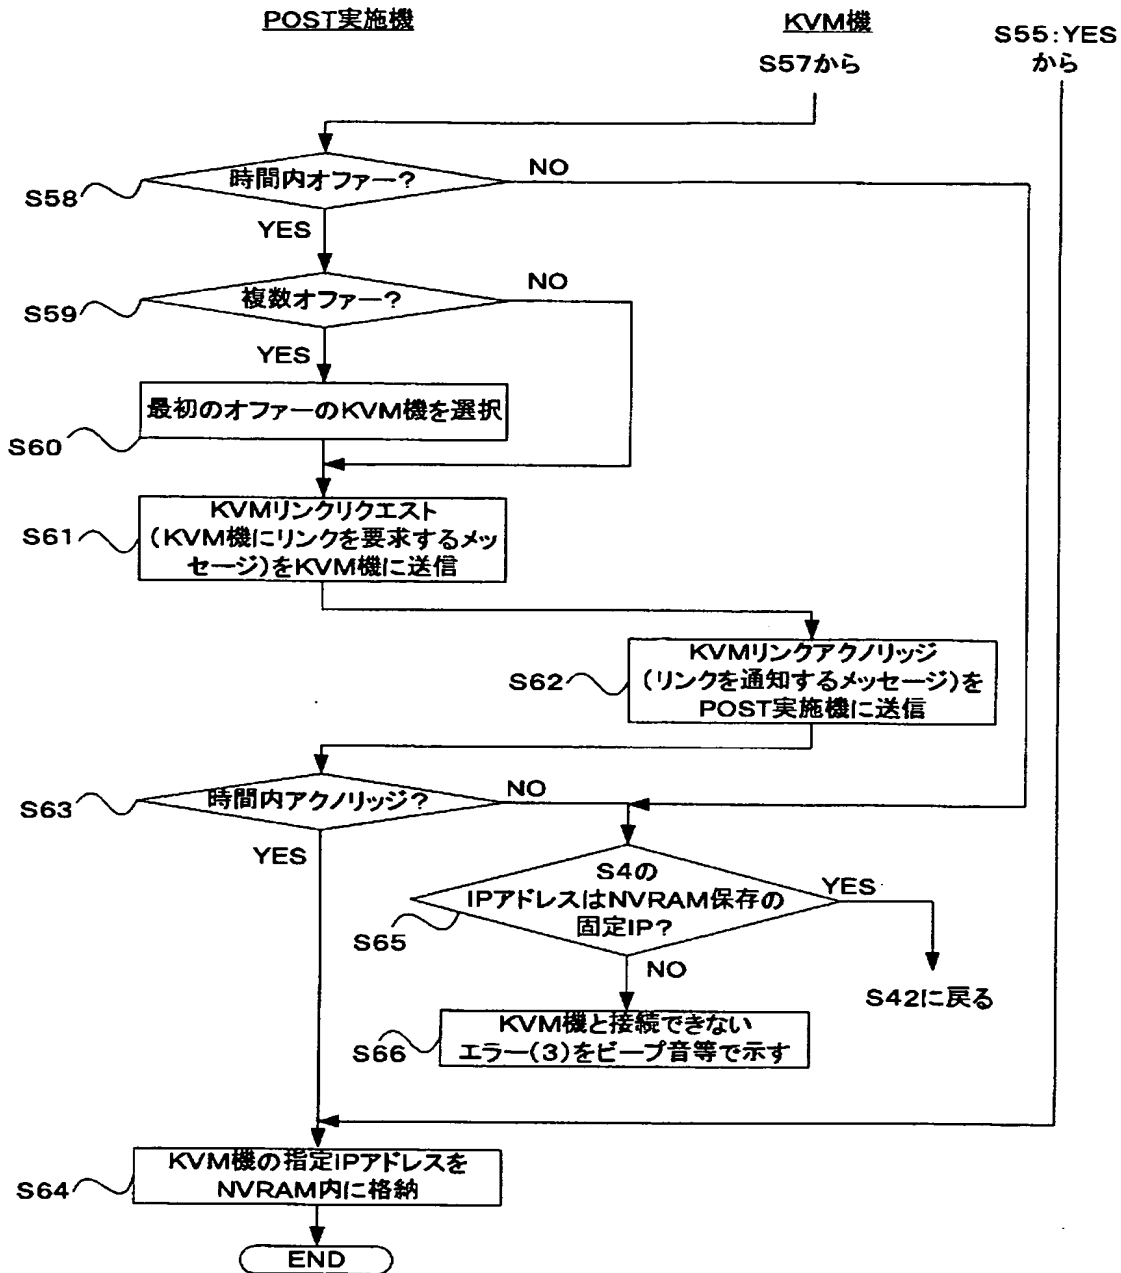 POST実施機
KVM機
S55:YES
から
S57から
S58
時間内オファー?
NO
YES
S59
複数オファー?
NO
YES
最初のオファーのKVM機を選択
S60
S61
KVMリンクリクエスト
(KVM機にリンクを要求するメッ
セージ)をKVM機に送信
S62
KVMリンクアクノリッジ
(リンクを通知するメッセージ)を
POST実施機に送信
S63
時間内アクノリッジ?
NO
YES
S4の
IPアドレスはNVRAM保存の
固定IP?
YES
S65
NO
S42に戻る
S66
KVM機と接続できない
エラー(3)をビープ音等で示す
S64
KVM機の指定IPアドレスを
NVRAM内に格納
END